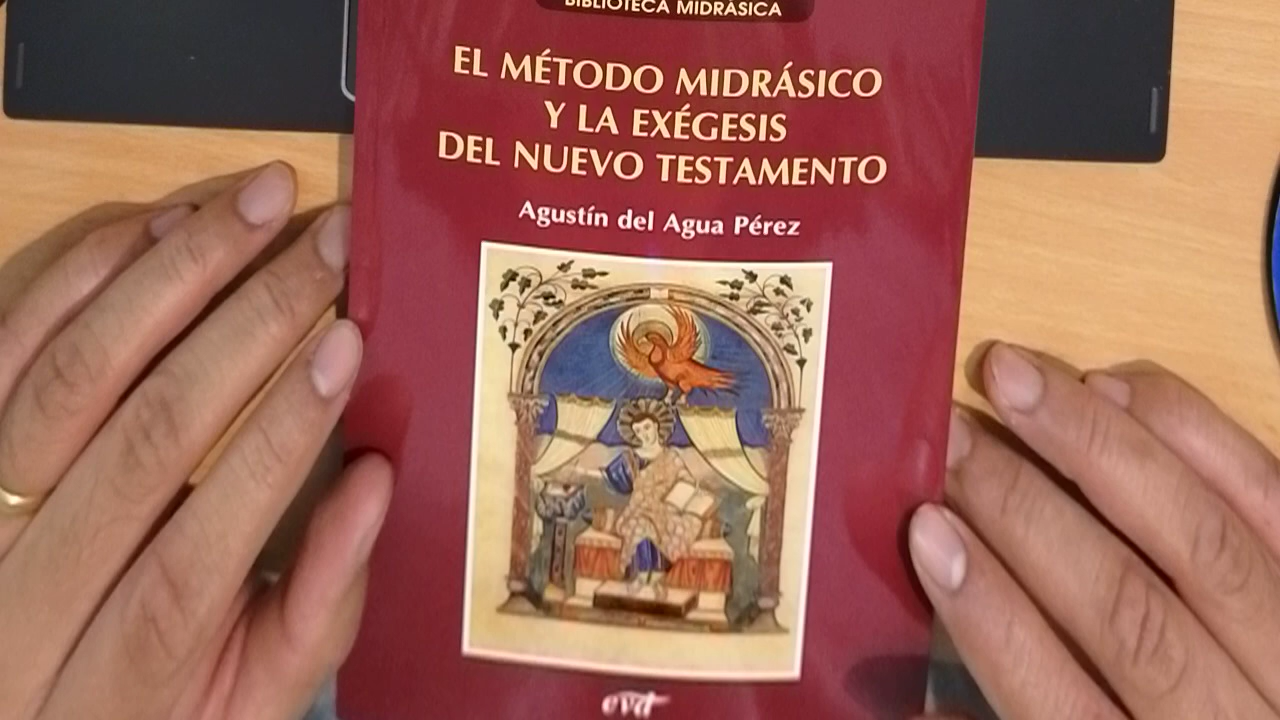 BIBLIOTECA MIDRÁSICA
EL MÉTODO MIDRÁSICO
Y LA EXÉGESIS
DEL NUEVO TESTAMENTO
Agustín del Agua Pérez
evd